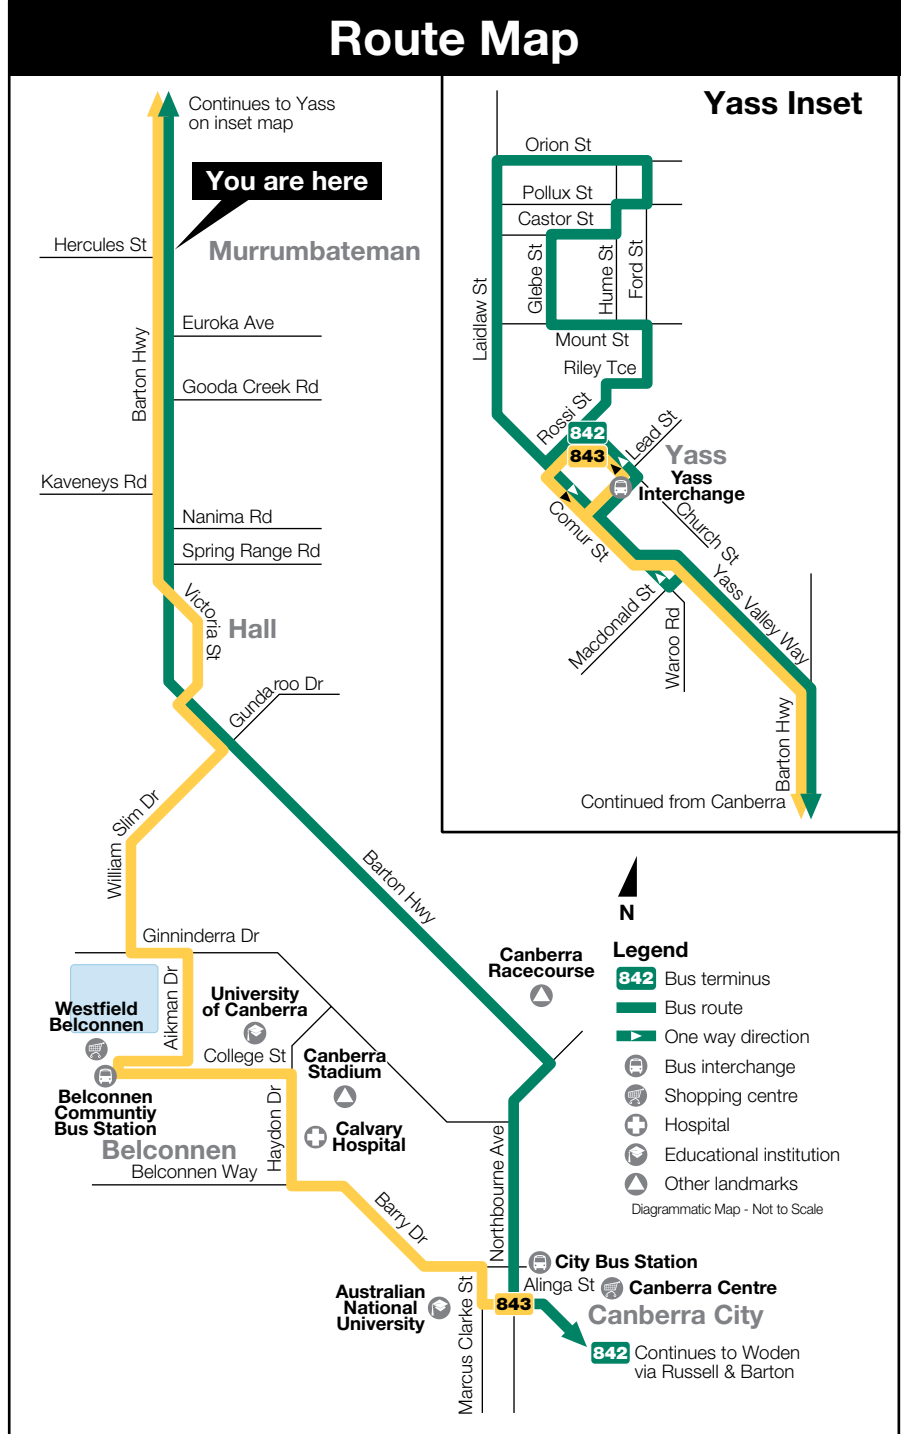 Route Map
Continues to Yass
on inset map
You are here
Hercules St
Murrumbateman
Euroka Ave
Barton Hwy
Gooda Creek Rd
Kaveneys Rd
Nanima Rd
Spring Range Rd
Victoria St
Hall
Gundaroo Dr
William Slim Dr
Barton Hwy
Ginninderra Dr
Aikman Dr
Westfield
Belconnen
University
of Canberra
College St
Canberra
Stadium
Belconnen
Communtiy
Bus Station
Haydon Dr
Calvary
Hospital
Belconnen
Belconnen Way
Barry Dr
Canberra
Racecourse
Northbourne Ave
Australian
National
University
Marcus Clarke St
843
City Bus Station
Alinga St
Canberra Centre
Canberra City
842 Continues to Woden
via Russell & Barton
Yass Inset
Orion St
Pollux St
Castor St
Glebe St
Hume St
Ford St
Laidlaw St
Mount St
Riley Tce
Rossi St
842
843
Lead St
Yass
Yass
Interchange
Church St
Comur St
Macdonald St
Waroo Rd
Yass Valley Way
Barton Hwy
Continued from Canberra
N
Legend
842 Bus terminus
Bus route
One way direction
Bus interchange
Shopping centre
Hospital
Educational institution
Other landmarks
Diagrammatic Map - Not to Scale